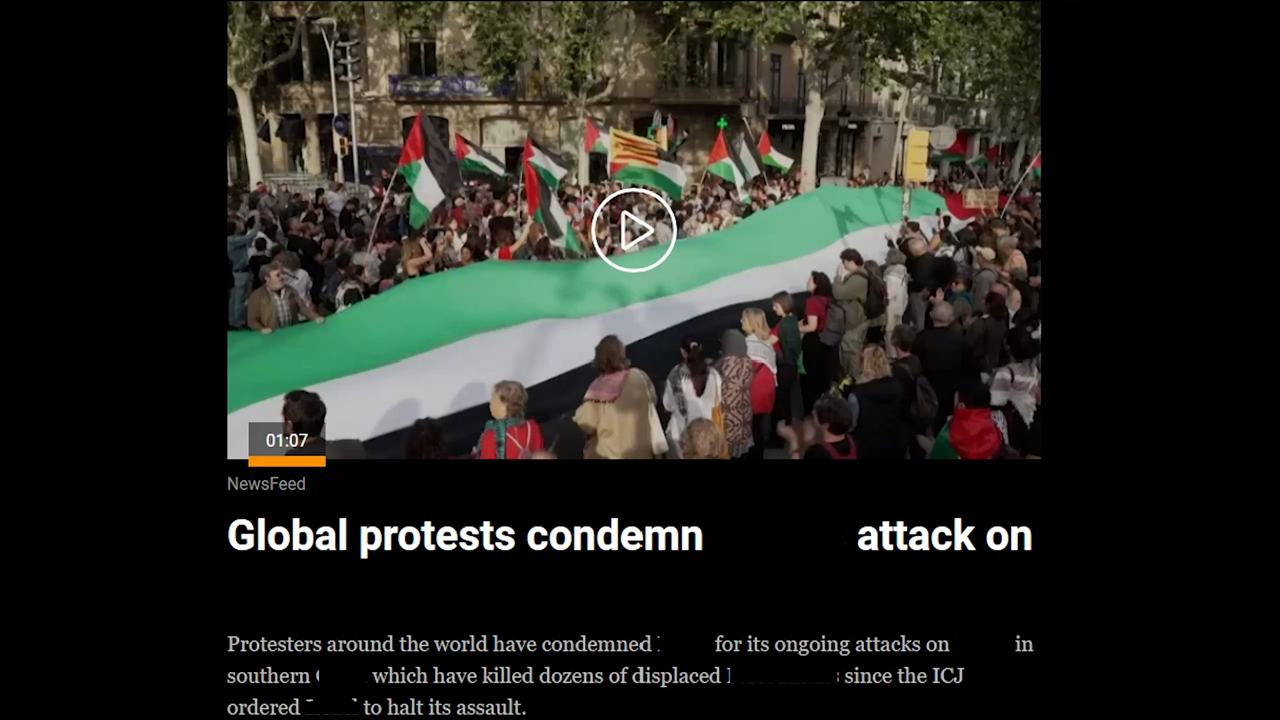 01:07
NewsFeed
Global protests condemn attack on
Protesters around the world have condemned for its ongoing attacks on in
southern which have killed dozens of displaced since the ICJ
ordered to halt its assault.